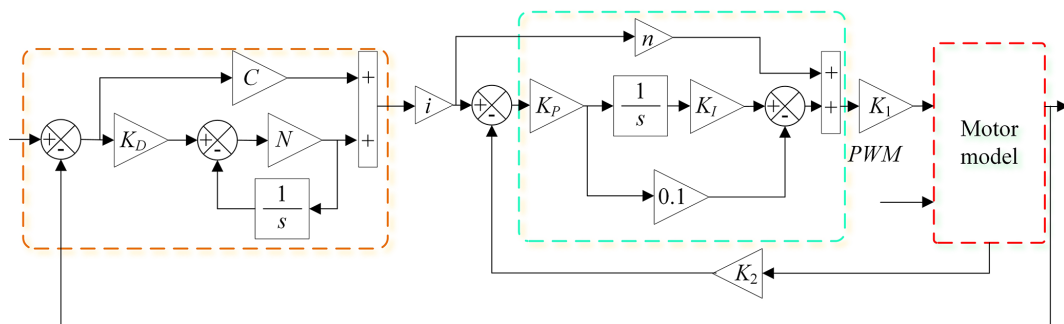 C
n
+
+
+
-
K_D
+
-
N
+
1
s
i
+
-
K_P
1
s
K_I
+
-
+
K_1
0.1
PWM
Motor
model
K_2